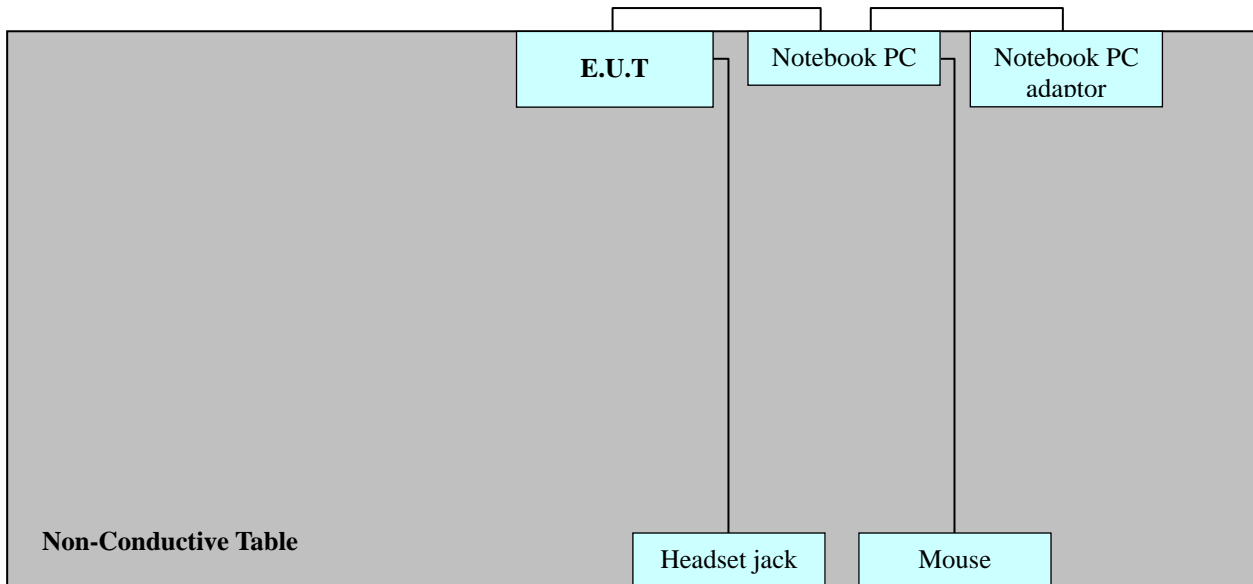 E.U.T
Notebook PC
Notebook PC
adaptor
Non-Conductive Table
Headset jack
Mouse